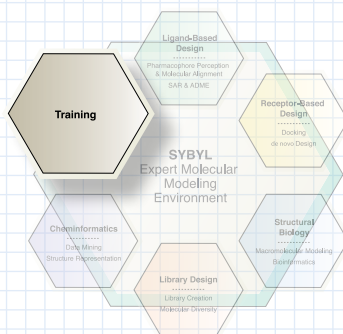 Ligand-Based
Design
Pharmacophore Perception
& Molecular Alignment
SAR & ADME
Training
Receptor-Based
Design
Docking
de novo Design
SYBYL
Expert Molecular
Modeling
Environment
Cheminformatics
Data Mining
Structure Representation
Structural
Biology
Macromolecular Modeling
Bioinformatics
Library Design
Library Creation
Molecular Diversity